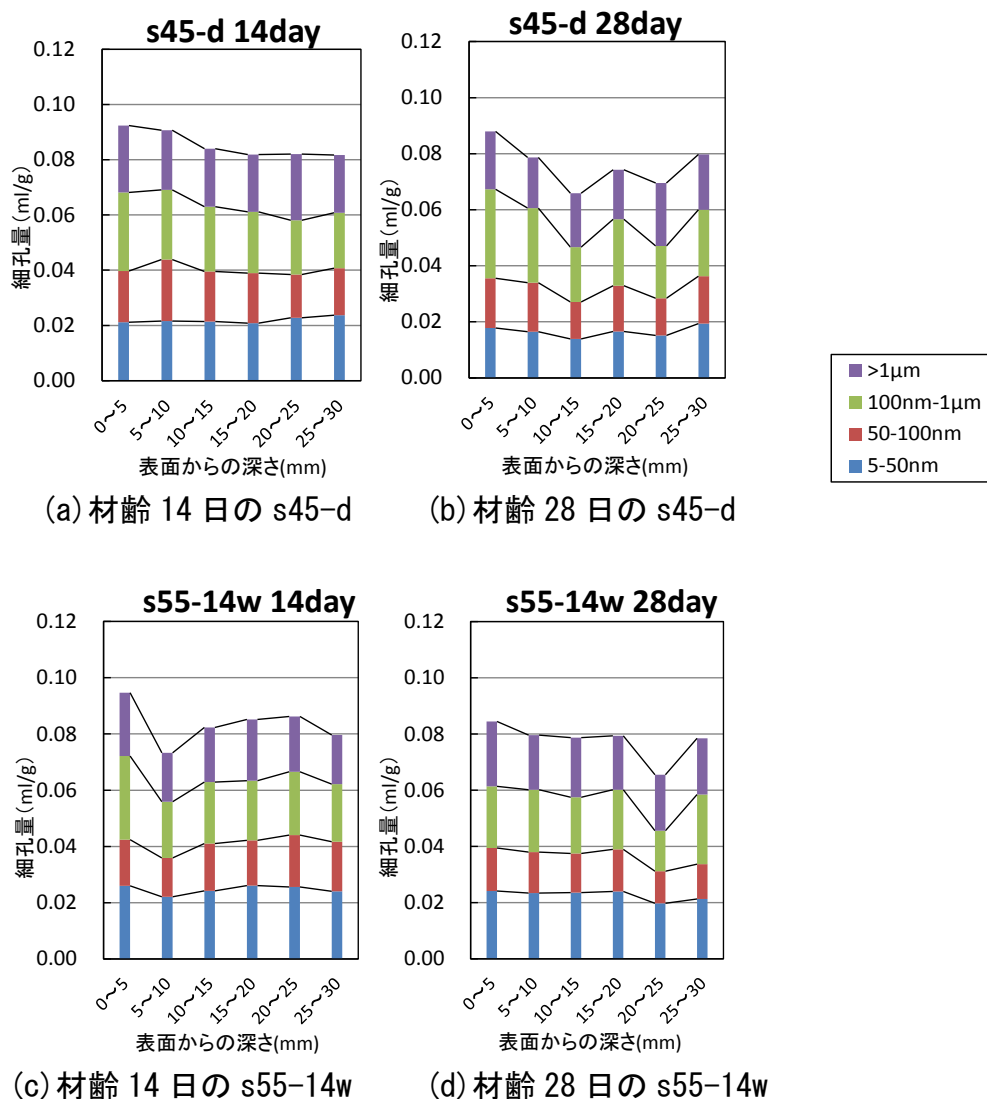 s45-d 14day
0.12
0.10
0.08
0.06
0.04
0.02
0.00
細孔量(ml/g)
0～5
5～10
10～15
15～20
20～25
25～30
表面からの深さ(mm)
(a)材齢 14 日の s45-d
s45-d 28day
0.12
0.10
0.08
0.06
0.04
0.02
0.00
細孔量(ml/g)
0～5
5～10
10～15
15～20
20～25
25～30
表面からの深さ(mm)
(b)材齢 28 日の s45-d
>1μm
100nm-1μm
50-100nm
5-50nm
s55-14w 14day
0.12
0.10
0.08
0.06
0.04
0.02
0.00
細孔量(ml/g)
0～5
5～10
10～15
15～20
20～25
25～30
表面からの深さ(mm)
(c)材齢 14 日の s55-14w
s55-14w 28day
0.12
0.10
0.08
0.06
0.04
0.02
0.00
細孔量(ml/g)
0～5
5～10
10～15
15～20
20～25
25～30
表面からの深さ(mm)
(d)材齢 28 日の s55-14w